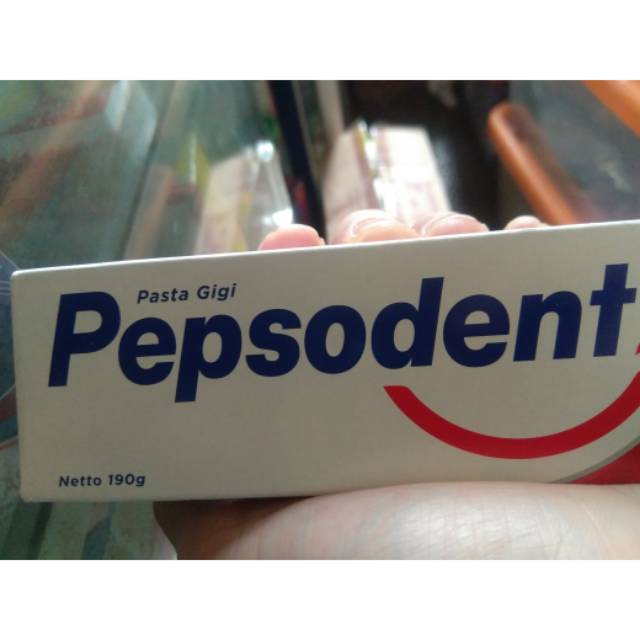 Pasta Gigi
Pepsodent
Netto 190g